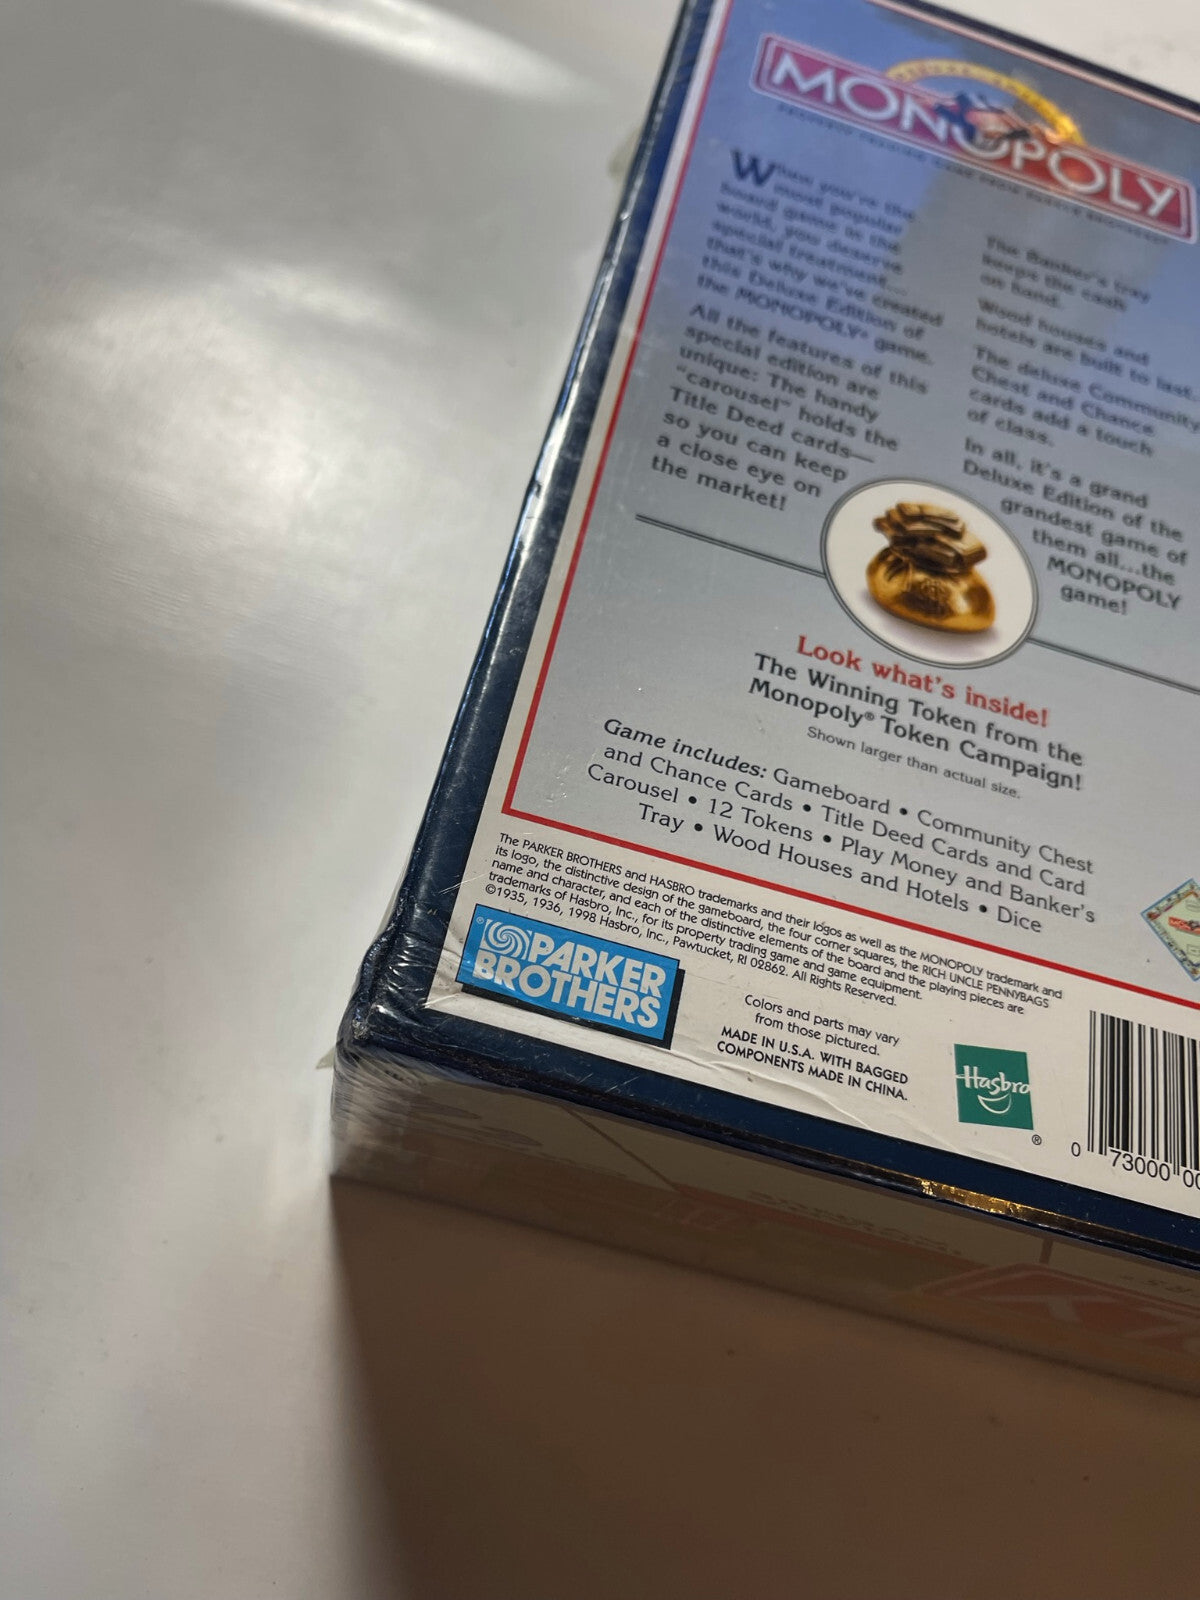 MONOPOLY
When you're the
most popular
board game in the
world, you deserve
special treatment...
that's why we've created
this Deluxe Edition of
the MONOPOLY® game.
All the features of this
special edition are
unique: The handy
"carousel" holds the
Title Deed cards—
so you can keep
a close eye on
the market!
The Banker's tray
keeps the cash
on hand.
Wood houses and
hotels are built to last.
The deluxe Community
Chest and Chance
cards add a touch
of class.
In all, it's a grand
Deluxe Edition of the
grandest game of
them all...the
MONOPOLY
game!
Look what's inside!
The Winning Token from the
Monopoly® Token Campaign!
Shown larger than actual size.
Game includes: Gameboard • Community Chest
and Chance Cards • Title Deed Cards and Card
Carousel • 12 Tokens • Play Money and Banker's
Tray • Wood Houses and Hotels • Dice
The PARKER BROTHERS and HASBRO trademarks and their logos as well as the MONOPOLY trademark and
its logo, the distinctive design of the gameboard, the four corner squares, the RICH UNCLE PENNYBAGS
name and character, and each of the distinctive elements of the board and the playing pieces are
trademarks of Hasbro, Inc., for its property trading game and game equipment.
©1935, 1936, 1998 Hasbro, Inc., Pawtucket, RI 02862. All Rights Reserved.
® PARKER
BROTHERS
Colors and parts may vary
from those pictured.
MADE IN U.S.A. WITH BAGGED
COMPONENTS MADE IN CHINA.
Hasbro
®
0 73000 00